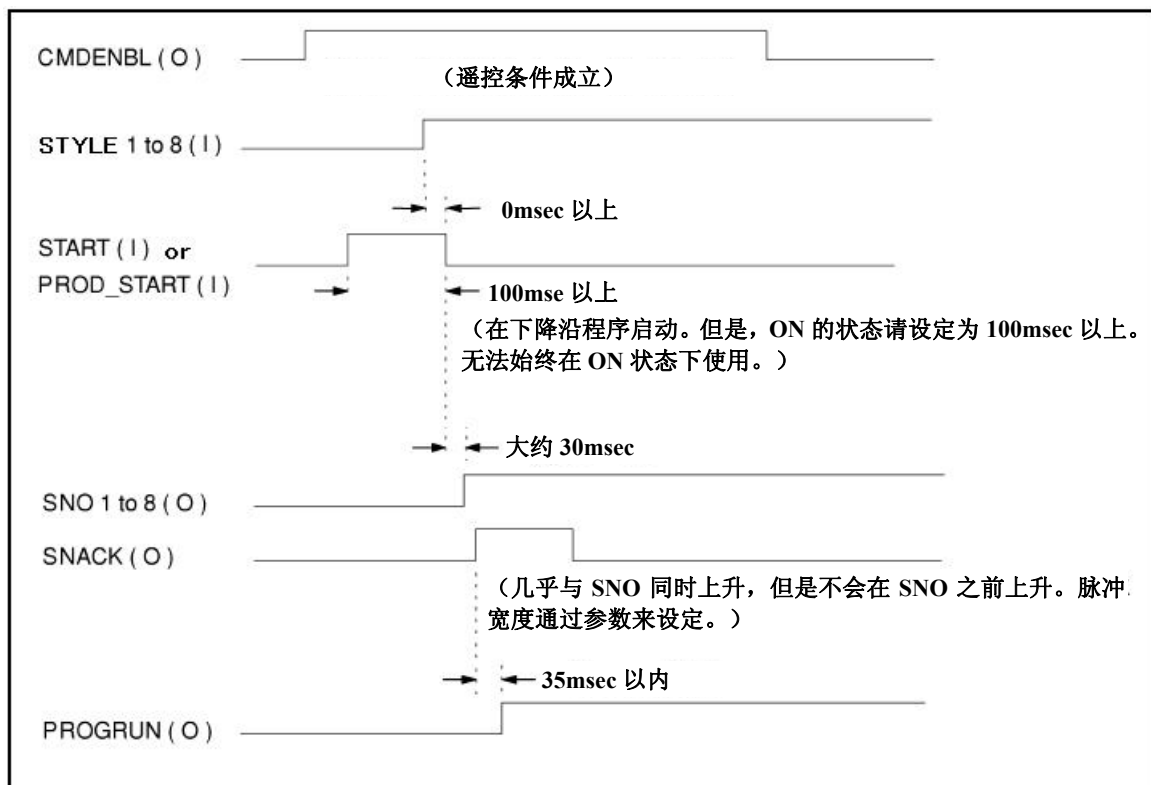 CMDENBL ( O )
（遥控条件成立）
STYLE 1 to 8 ( I )
0msec 以上
START ( I ) or
PROD_START ( I )
100mse 以上
（在下降沿程序启动。但是，ON 的状态请设定为 100msec 以上。
无法始终在 ON 状态下使用。）
大约 30msec
SNO 1 to 8 ( O )
SNACK ( O )
（几乎与 SNO 同时上升，但是不会在 SNO 之前上升。脉冲
宽度通过参数来设定。）
35msec 以内
PROGRUN ( O )